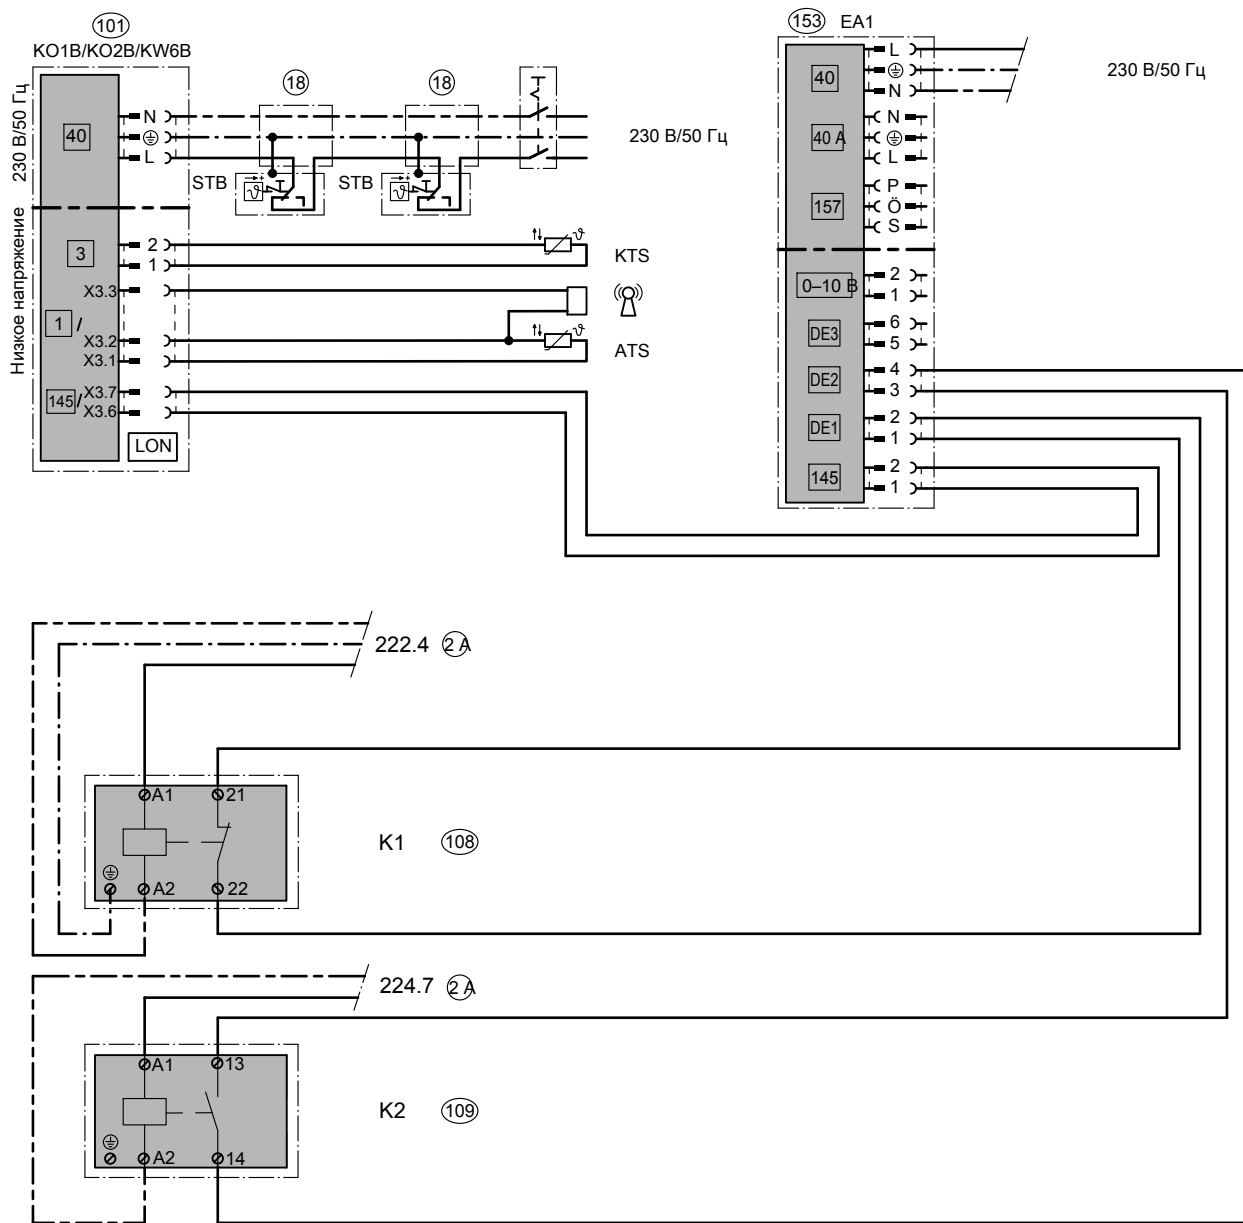 101
KO1B/KO2B/KW6B
153 EA1
230 В/50 Гц
Низкое напряжение
40
N
L
18
18
STB
STB
230 В/50 Гц
3
2
1
KTS
X3.3
1 /
X3.2
X3.1
ATS
145 / X3.7
X3.6
LON
40
L
N
230 В/50 Гц
40 A
N
L
157
P
Ö
S
0–10 В
2
1
DE3
6
5
DE2
4
3
DE1
2
1
145
2
1
222.4 2 A
A1
21
A2
22
K1 108
224.7 2 A
A1
13
A2
14
K2 109